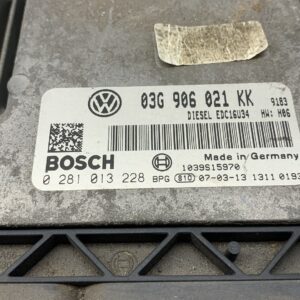 03G 906 021 KK 9183
DIESEL EDC16U34 HW: H06
BOSCH
Made in Germany
1039S15970
0 281 013 228 BPG 810 07-03-13 1311 0193